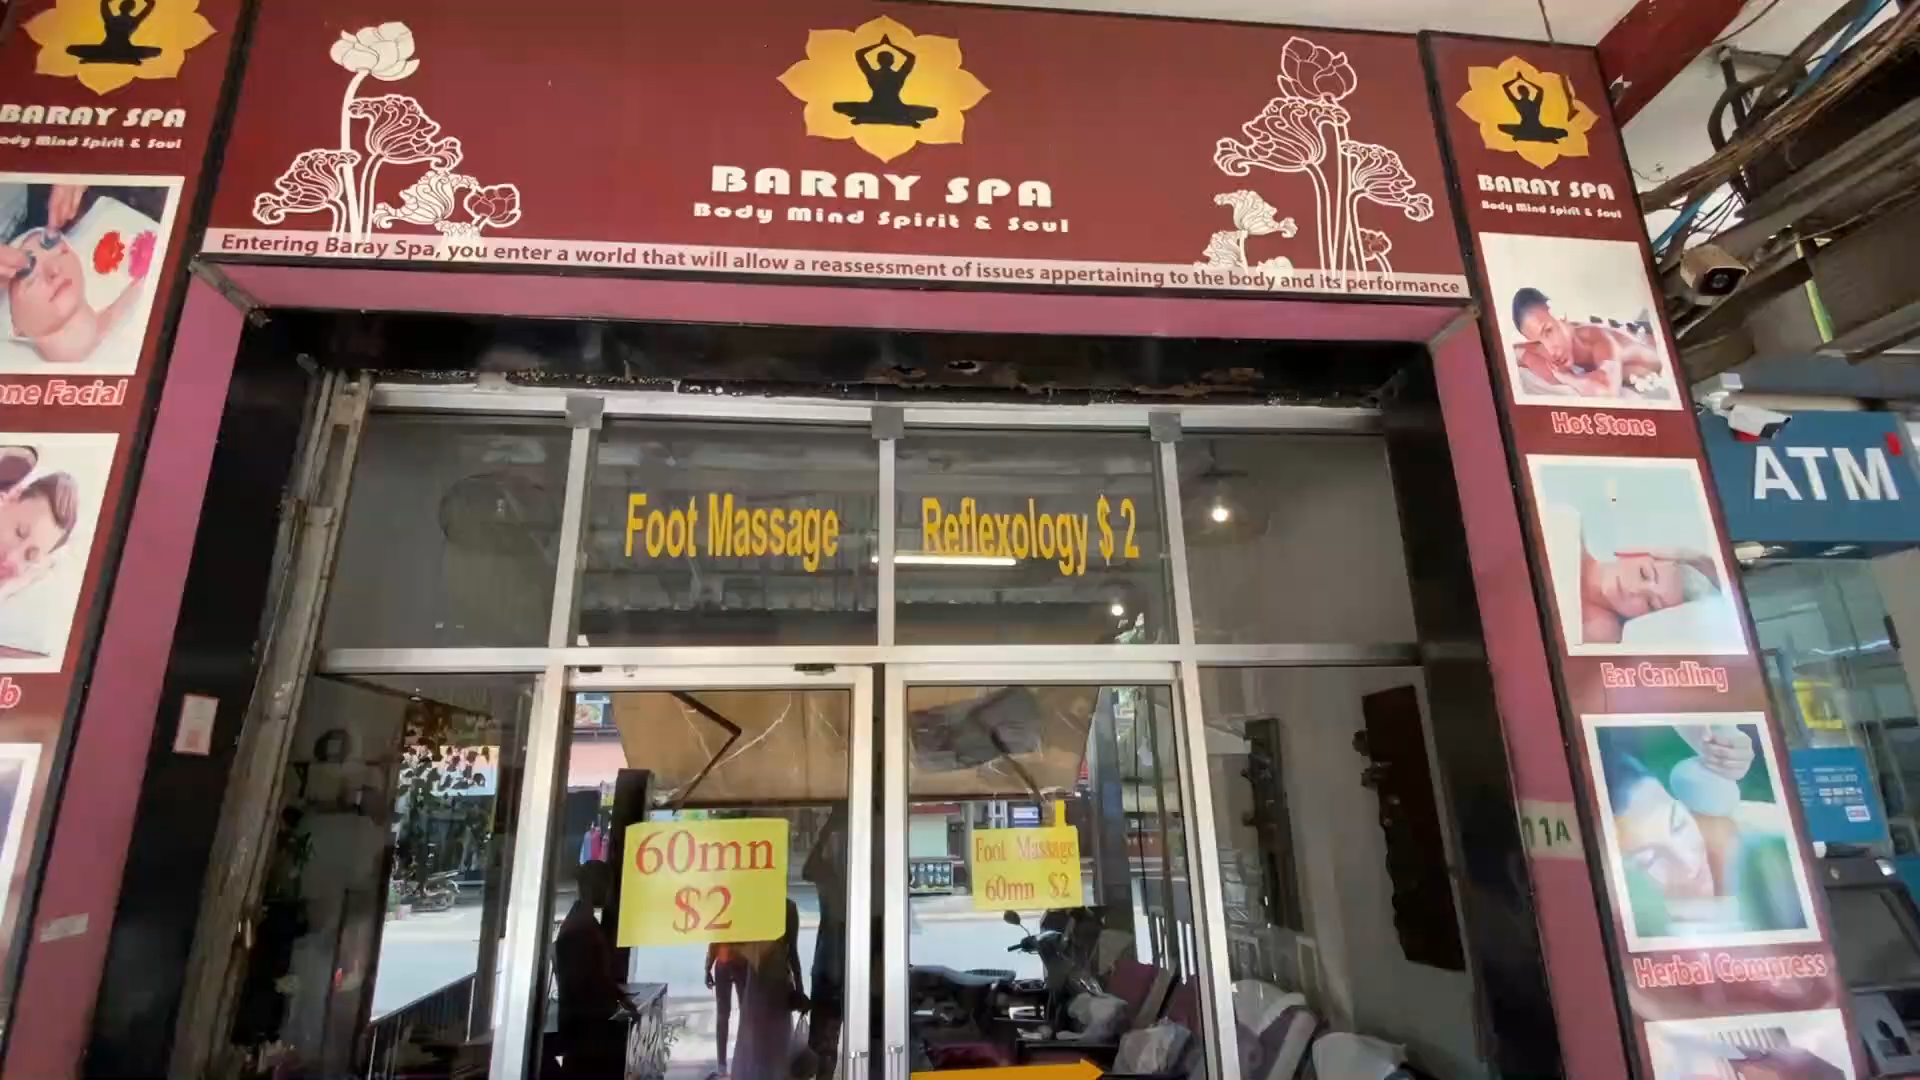 BARAY SPA
Body Mind Spirit & Soul
BARAY SPA
Body Mind Spirit & Soul
Entering Baray Spa, you enter a world that will allow a reassessment of issues appertaining to the body and its performance
BARAY SPA
Body Mind Spirit & Soul
Facial
Hot Stone
Ear Candling
Herbal Compress
ATM
Foot Massage
Reflexology $ 2
60mn
$2
Foot Massage
60mn $2
11A